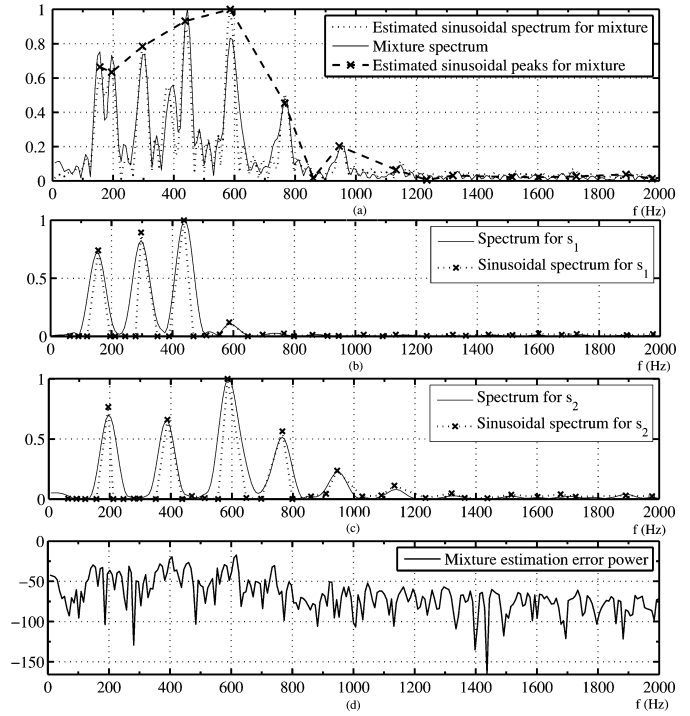 1
0.8
0.6
0.4
0.2
0
Estimated sinusoidal spectrum for mixture
Mixture spectrum
Estimated sinusoidal peaks for mixture
0 200 400 600 800 1000 1200 1400 1600 1800 2000
(a)
f (Hz)
1
0.5
0
Spectrum for s1
Sinusoidal spectrum for s1
0 200 400 600 800 1000 1200 1400 1600 1800 2000
(b)
f (Hz)
1
0.5
0
Spectrum for s2
Sinusoidal spectrum for s2
0 200 400 600 800 1000 1200 1400 1600 1800 2000
(c)
f (Hz)
0
−50
−100
−150
Mixture estimation error power
0 200 400 600 800 1000 1200 1400 1600 1800 2000
(d)
f (Hz)